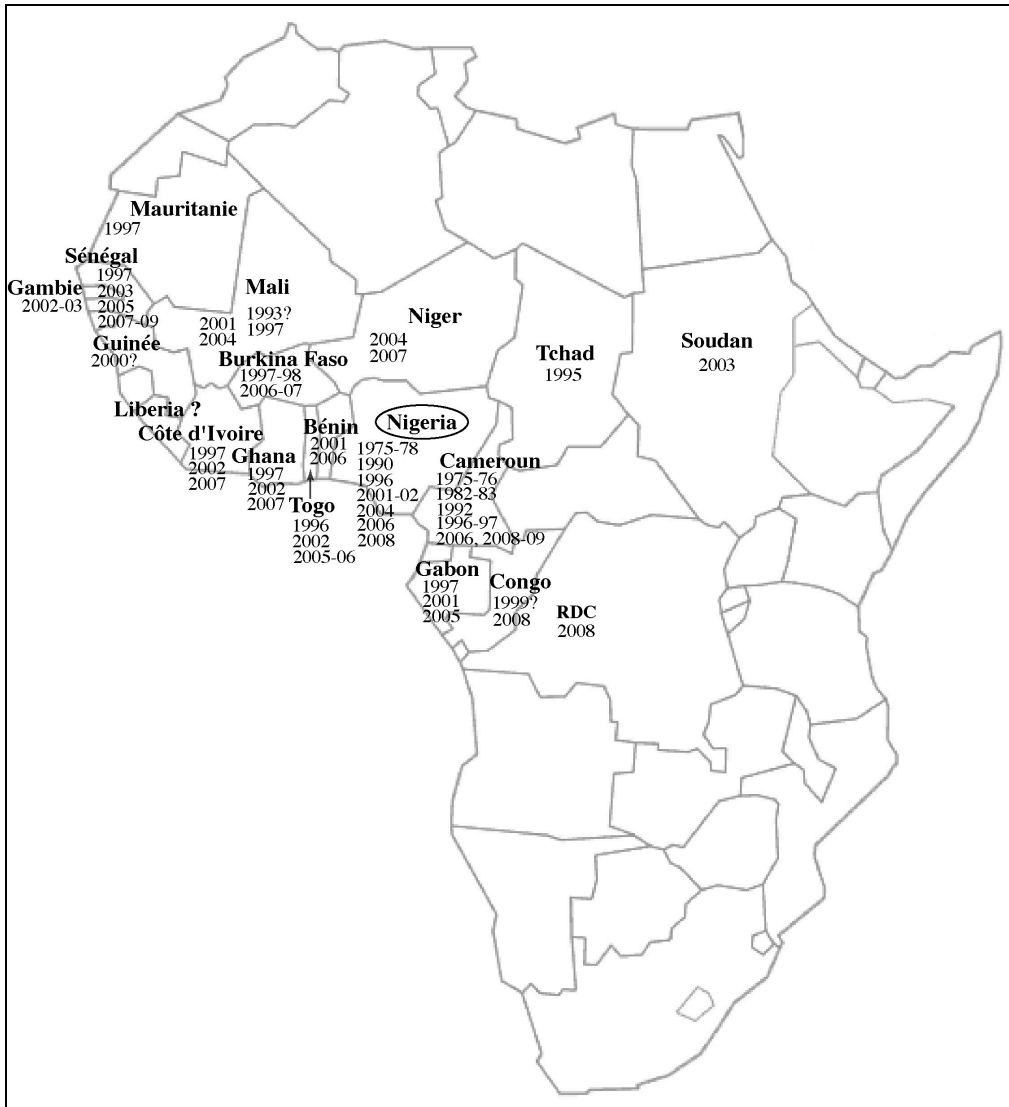 Mauritanie
1997
Sénégal
1997
2003
2005
2007-09
Gambie
2002-03
Guinée
2000?
Mali
1993?
1997
2001
2004
Niger
2004
2007
Tchad
1995
Soudan
2003
Burkina Faso
1997-98
2006-07
Liberia ?
Côte d'Ivoire
1997
2002
2007
Ghana
1997
2002
2007
Bénin
2001
2006
Togo
1996
2002
2005-06
Nigeria
1975-78
1990
1996
2001-02
2004
2006
2008
Cameroun
1975-76
1982-83
1992
1996-97
2006, 2008-09
Gabon
1997
2001
2005
Congo
1999?
2008
RDC
2008